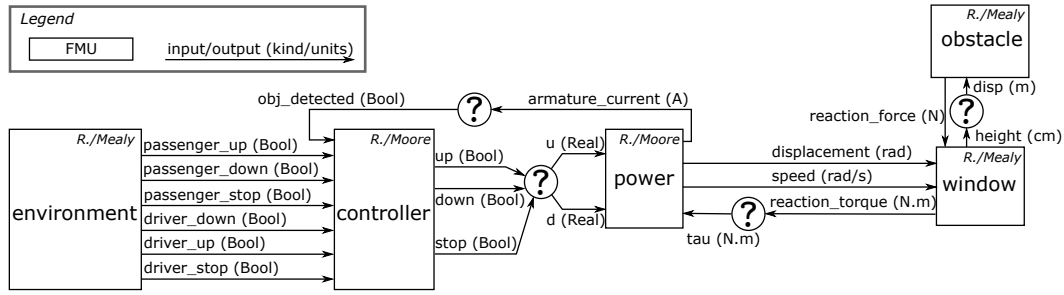 Legend
FMU
input/output (kind/units)
R./Mealy
obstacle
disp (m)
?
reaction_force (N)
height (cm)
obj_detected (Bool)
?
armature_current (A)
R./Mealy
environment
passenger_up (Bool)
passenger_down (Bool)
passenger_stop (Bool)
driver_down (Bool)
driver_up (Bool)
driver_stop (Bool)
R./Moore
controller
up (Bool)
down (Bool)
stop (Bool)
?
u (Real)
d (Real)
R./Moore
power
displacement (rad)
speed (rad/s)
reaction_torque (N.m)
?
tau (N.m)
R./Mealy
window